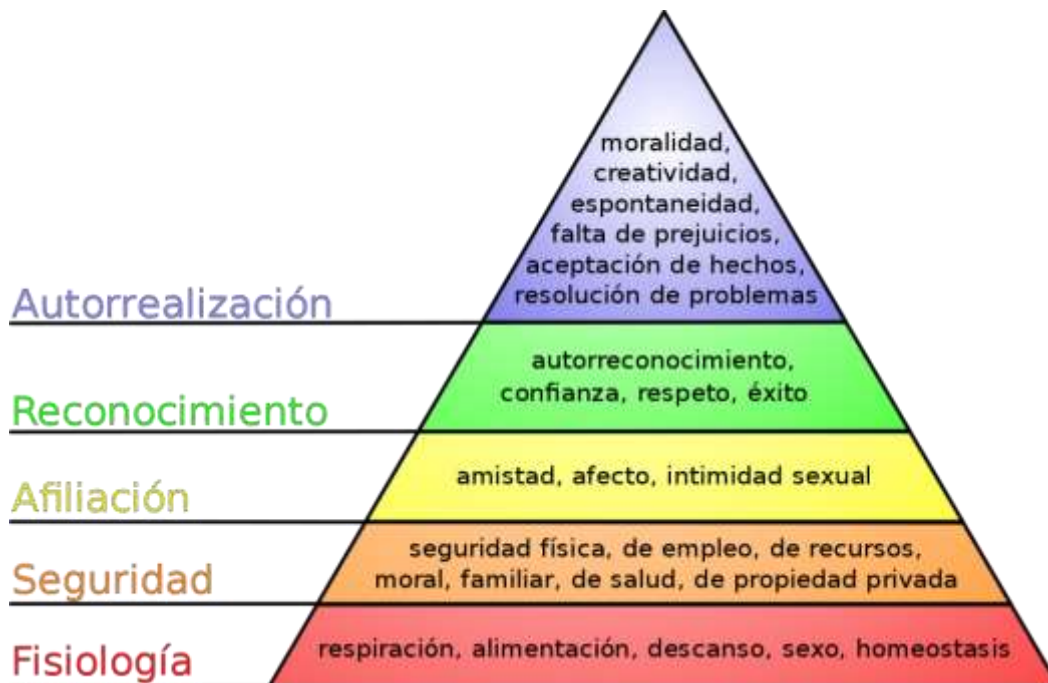 moralidad,
creatividad,
espontaneidad,
falta de prejuicios,
aceptación de hechos,
resolución de problemas
Autorrealización
autorreconocimiento,
confianza, respeto, éxito
Reconocimiento
amistad, afecto, intimidad sexual
Afiliación
seguridad física, de empleo, de recursos,
moral, familiar, de salud, de propiedad privada
Seguridad
respiración, alimentación, descanso, sexo, homeostasis
Fisiología